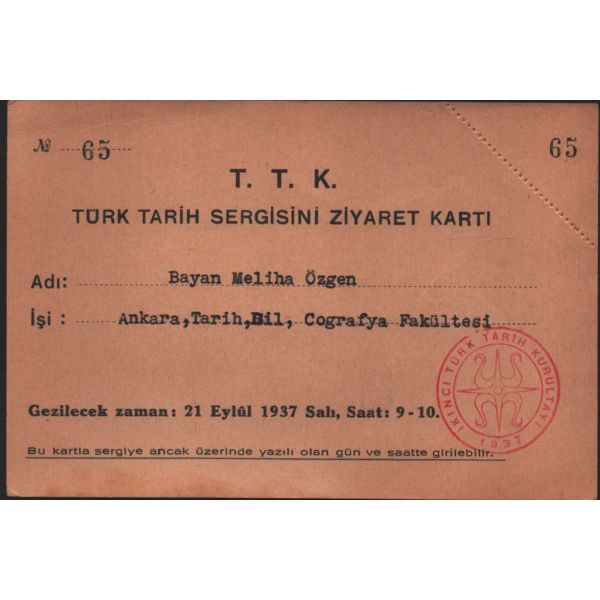 № 65
65
T. T. K.
TÜRK TARİH SERGİSİNİ ZİYARET KARTI
Adı: Bayan Meliha Özgen
İşi : Ankara,Tarih,Bil, Cografya Fakültesi
Gezilecek zaman: 21 Eylûl 1937 Salı, Saat: 9-10.
Bu kartla sergiye ancak üzerinde yazılı olan gün ve saatte girilebilir.
İKİNCİ TÜRK TARİH KURULTAYI
1937